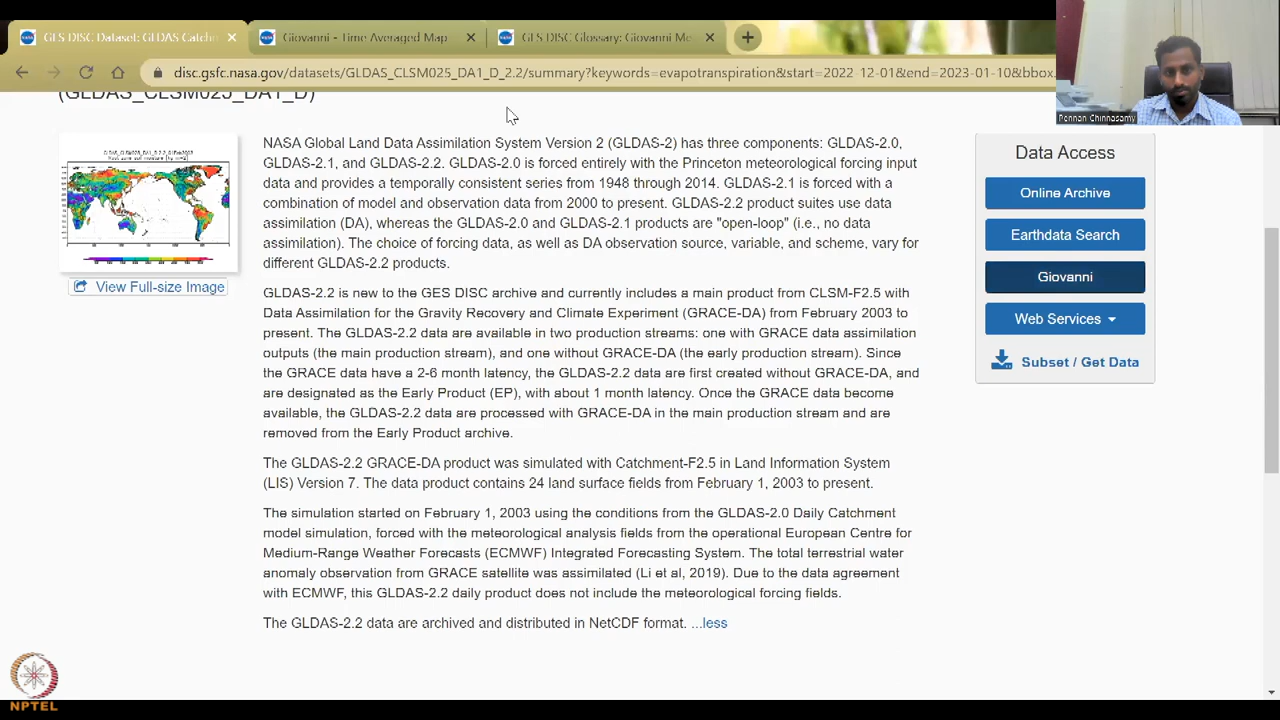 GES DISC Dataset: GLDAS Catchm
Giovanni - Time Averaged Map
GES DISC Glossary: Giovanni Me
disc.gsfc.nasa.gov/datasets/GLDAS_CLSM025_DA1_D_2.2/summary?keywords=evapotranspiration&start=2022-12-01&end=2023-01-10&bbox.
Pennan Chinnasamy
(GLDAS_CLSM025_DA1_D)
View Full-size Image
NASA Global Land Data Assimilation System Version 2 (GLDAS-2) has three components: GLDAS-2.0,
GLDAS-2.1, and GLDAS-2.2. GLDAS-2.0 is forced entirely with the Princeton meteorological forcing input
data and provides a temporally consistent series from 1948 through 2014. GLDAS-2.1 is forced with a
combination of model and observation data from 2000 to present. GLDAS-2.2 product suites use data
assimilation (DA), whereas the GLDAS-2.0 and GLDAS-2.1 products are "open-loop" (i.e., no data
assimilation). The choice of forcing data, as well as DA observation source, variable, and scheme, vary for
different GLDAS-2.2 products.
GLDAS-2.2 is new to the GES DISC archive and currently includes a main product from CLSM-F2.5 with
Data Assimilation for the Gravity Recovery and Climate Experiment (GRACE-DA) from February 2003 to
present. The GLDAS-2.2 data are available in two production streams: one with GRACE data assimilation
outputs (the main production stream), and one without GRACE-DA (the early production stream). Since
the GRACE data have a 2-6 month latency, the GLDAS-2.2 data are first created without GRACE-DA, and
are designated as the Early Product (EP), with about 1 month latency. Once the GRACE data become
available, the GLDAS-2.2 data are processed with GRACE-DA in the main production stream and are
removed from the Early Product archive.
The GLDAS-2.2 GRACE-DA product was simulated with Catchment-F2.5 in Land Information System
(LIS) Version 7. The data product contains 24 land surface fields from February 1, 2003 to present.
The simulation started on February 1, 2003 using the conditions from the GLDAS-2.0 Daily Catchment
model simulation, forced with the meteorological analysis fields from the operational European Centre for
Medium-Range Weather Forecasts (ECMWF) Integrated Forecasting System. The total terrestrial water
anomaly observation from GRACE satellite was assimilated (Li et al, 2019). Due to the data agreement
with ECMWF, this GLDAS-2.2 daily product does not include the meteorological forcing fields.
The GLDAS-2.2 data are archived and distributed in NetCDF format. ...less
Data Access
Online Archive
Earthdata Search
Giovanni
Web Services
Subset / Get Data
NPTEL